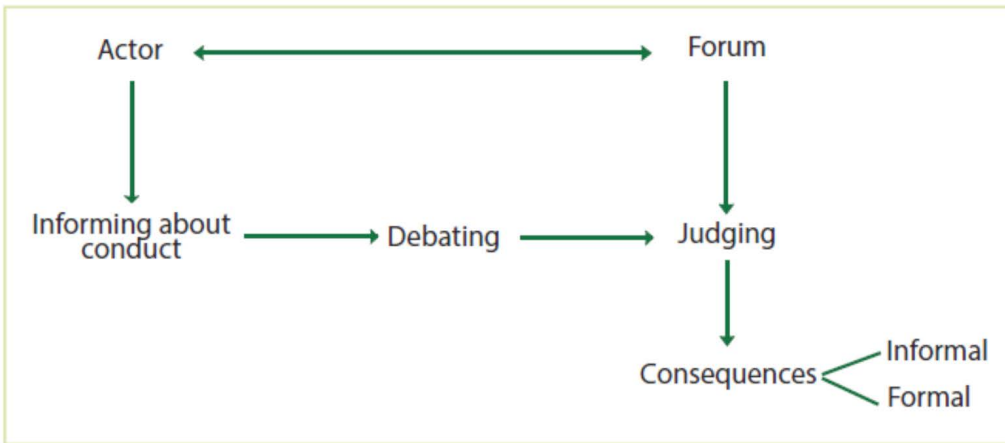 Actor
Forum
Informing about
conduct
Debating
Judging
Consequences
Informal
Formal